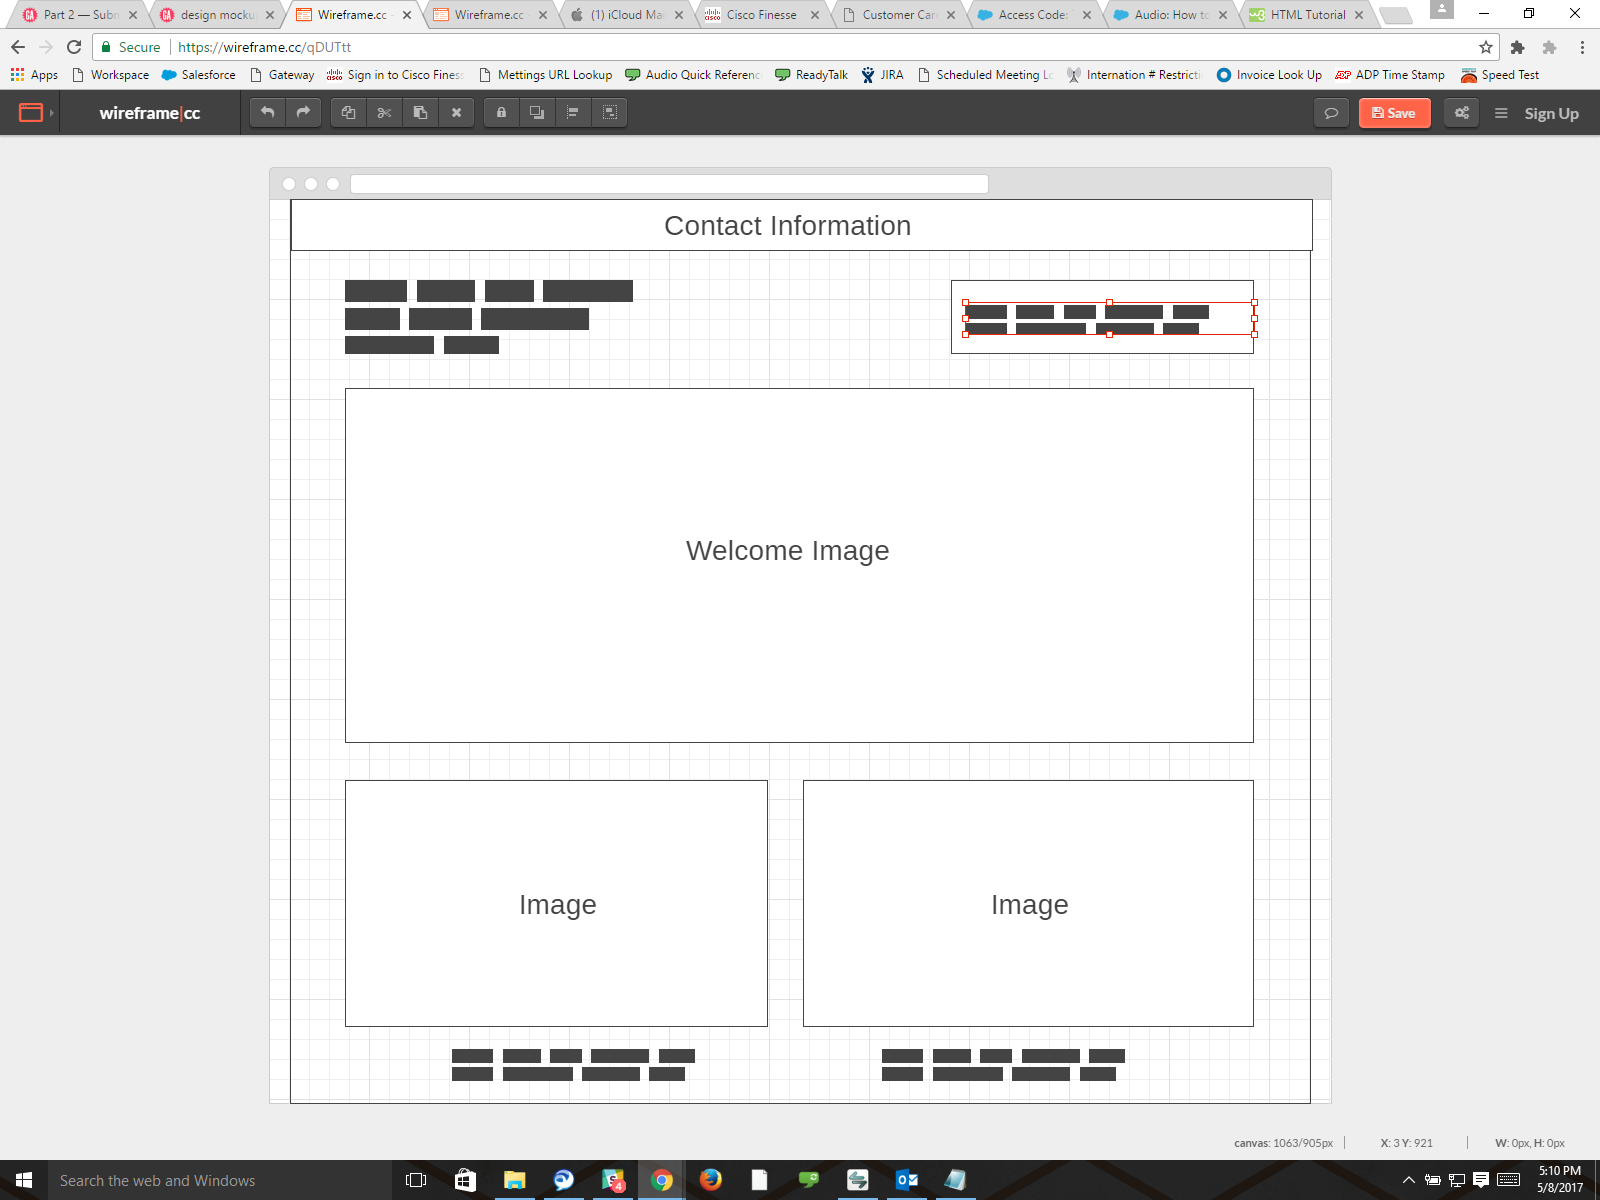 Part 2 — Subm
design mocku
Wireframe.cc -
Wireframe.cc
(1) iCloud Ma
Cisco Finesse
Customer Car
Access Code:
Audio: How to
HTML Tutorial
Secure
https://wireframe.cc/qDUTtt
Apps
Workspace
Salesforce
Gateway
Sign in to Cisco Fines
Mettings URL Lookup
Audio Quick Referenc
ReadyTalk
JIRA
Scheduled Meeting Lo
Internation # Restricti
Invoice Look Up
ADP Time Stamp
Speed Test
wireframe|cc
Save
Sign Up
Contact Information
Welcome Image
Image
Image
canvas: 1063/905px
X: 3 Y: 921
W: 0px, H: 0px
Search the web and Windows
4
5:10 PM
5/8/2017